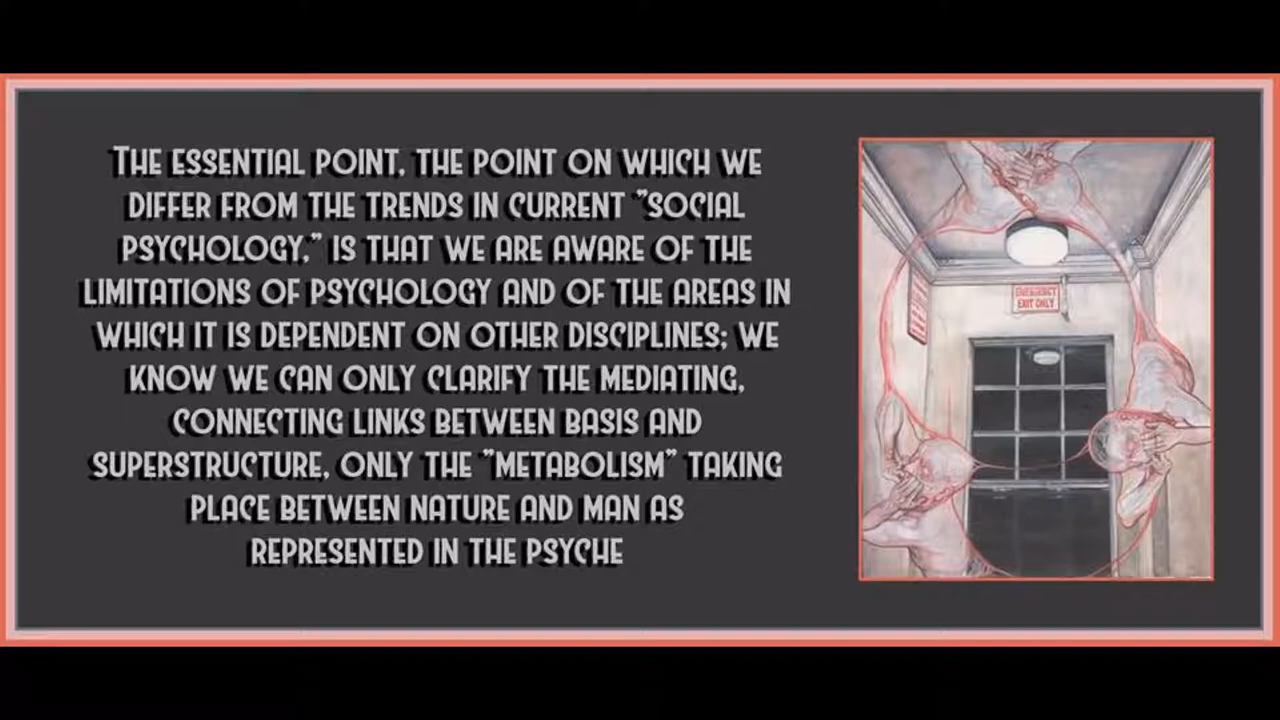 THE ESSENTIAL POINT, THE POINT ON WHICH WE
DIFFER FROM THE TRENDS IN CURRENT "SOCIAL
PSYCHOLOGY," IS THAT WE ARE AWARE OF THE
LIMITATIONS OF PSYCHOLOGY AND OF THE AREAS IN
WHICH IT IS DEPENDENT ON OTHER DISCIPLINES; WE
KNOW WE CAN ONLY CLARIFY THE MEDIATING,
CONNECTING LINKS BETWEEN BASIS AND
SUPERSTRUCTURE, ONLY THE "METABOLISM" TAKING
PLACE BETWEEN NATURE AND MAN AS
REPRESENTED IN THE PSYCHE
EMERGENCY
EXIT ONLY